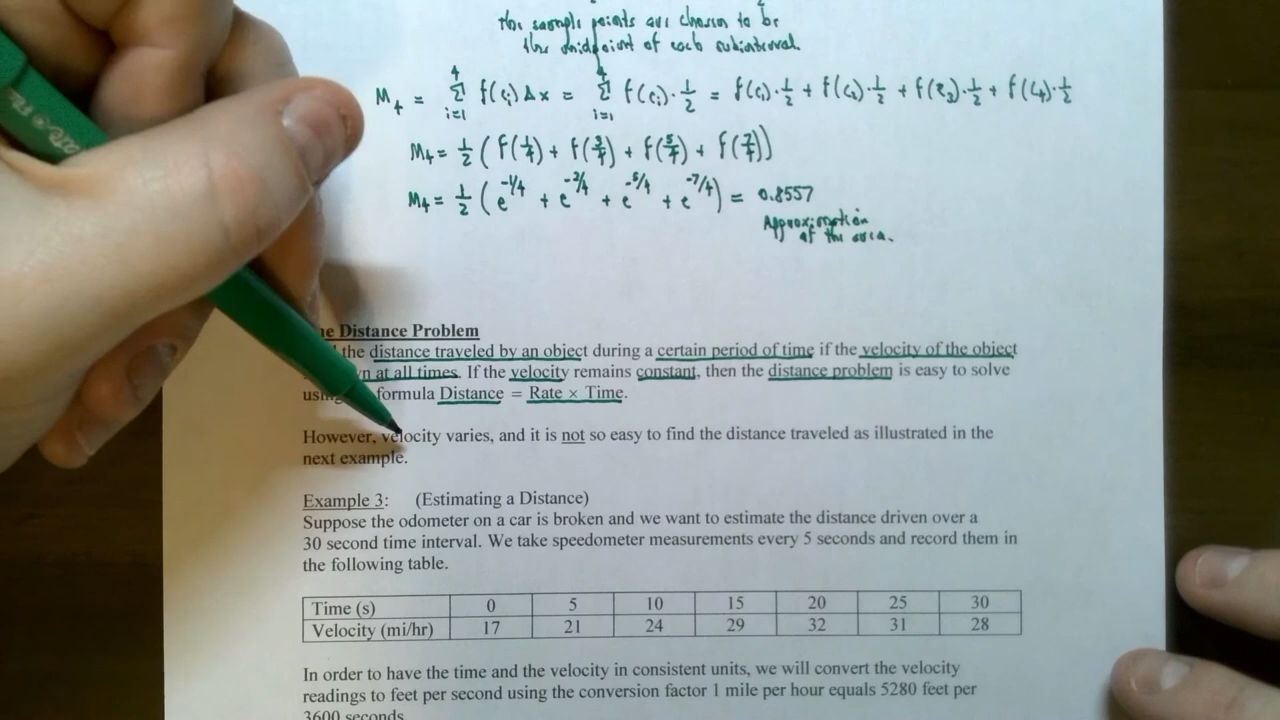 the sample points are chosen to be
the midpoint of each subinterval.
M₄ = 4 Σ i=1 f(cᵢ) Δx = 4 Σ i=1 f(cᵢ)·1/2 = f(c₁)·1/2 + f(c₂)·1/2 + f(c₃)·1/2 + f(c₄)·1/2
M₄ = 1/2 ( f(1/4) + f(3/4) + f(5/4) + f(7/4))
M₄ = 1/2 ( e^-1/4 + e^-3/4 + e^-5/4 + e^-7/4 ) = 0.8557
Approximation
of the area.
Distance Problem
the distance traveled by an object during a certain period of time if the velocity of the object
at all times. If the velocity remains constant, then the distance problem is easy to solve
formula Distance = Rate × Time.
However, velocity varies, and it is not so easy to find the distance traveled as illustrated in the
next example.
Example 3: (Estimating a Distance)
Suppose the odometer on a car is broken and we want to estimate the distance driven over a
30 second time interval. We take speedometer measurements every 5 seconds and record them in
the following table.
Time (s) 0 5 10 15 20 25 30
Velocity (mi/hr) 17 21 24 29 32 31 28
In order to have the time and the velocity in consistent units, we will convert the velocity
readings to feet per second using the conversion factor 1 mile per hour equals 5280 feet per
3600 seconds